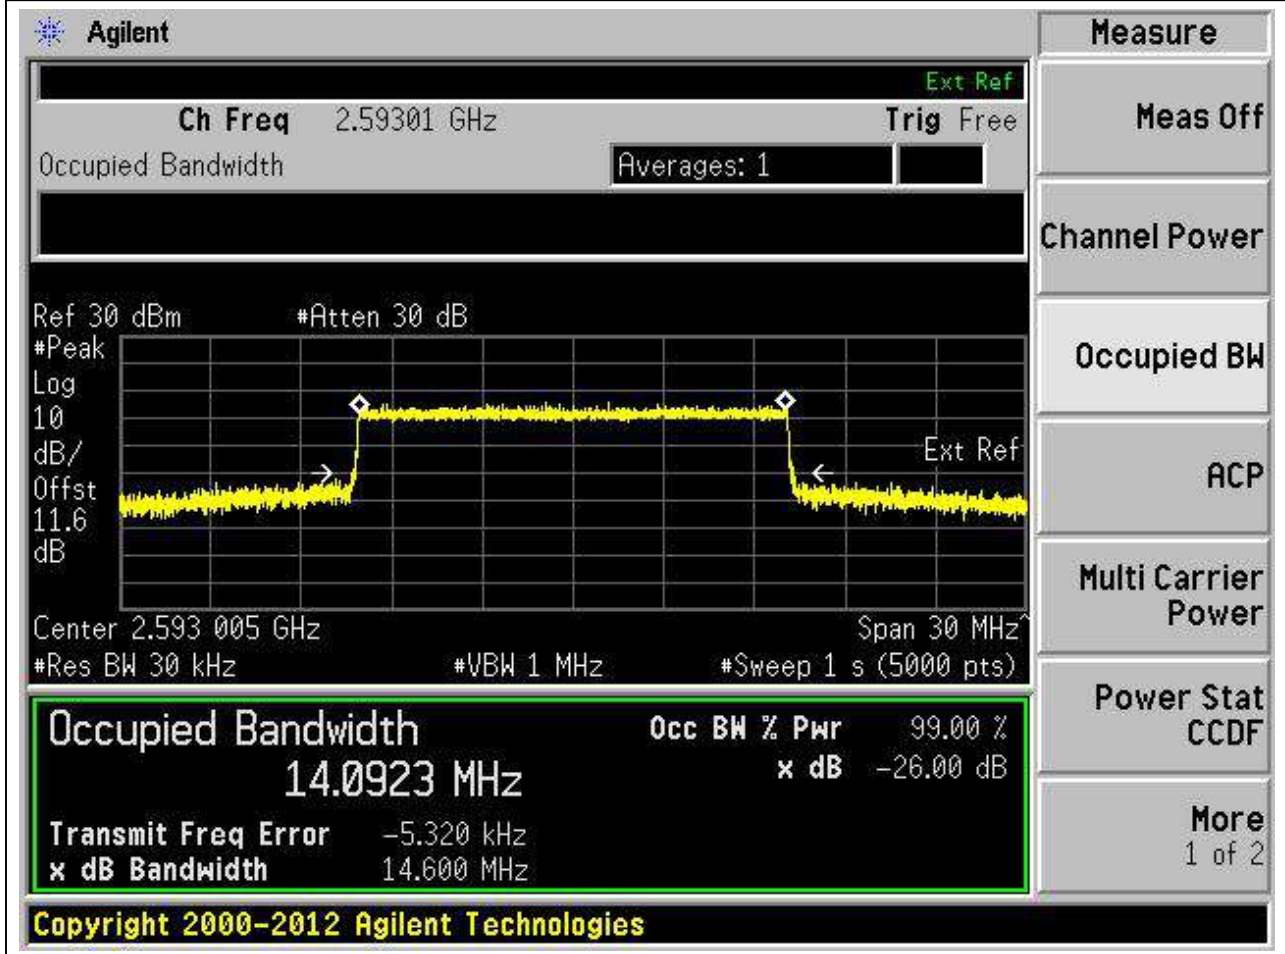 Agilent
Measure
Ext Ref
Ch Freq 2.59301 GHz Trig Free
Meas Off
Occupied Bandwidth Averages: 1
Channel Power
Ref 30 dBm #Atten 30 dB
#Peak
Log
10
dB/
Offst
11.6
dB
Ext Ref
Occupied BW
ACP
Center 2.593 005 GHz Span 30 MHz^
#Res BW 30 kHz #VBW 1 MHz #Sweep 1 s (5000 pts)
Multi Carrier
Power
Occupied Bandwidth Occ BW % Pwr 99.00 %
14.0923 MHz x dB -26.00 dB
Power Stat
CCDF
Transmit Freq Error -5.320 kHz
x dB Bandwidth 14.600 MHz
More
1 of 2
Copyright 2000-2012 Agilent Technologies